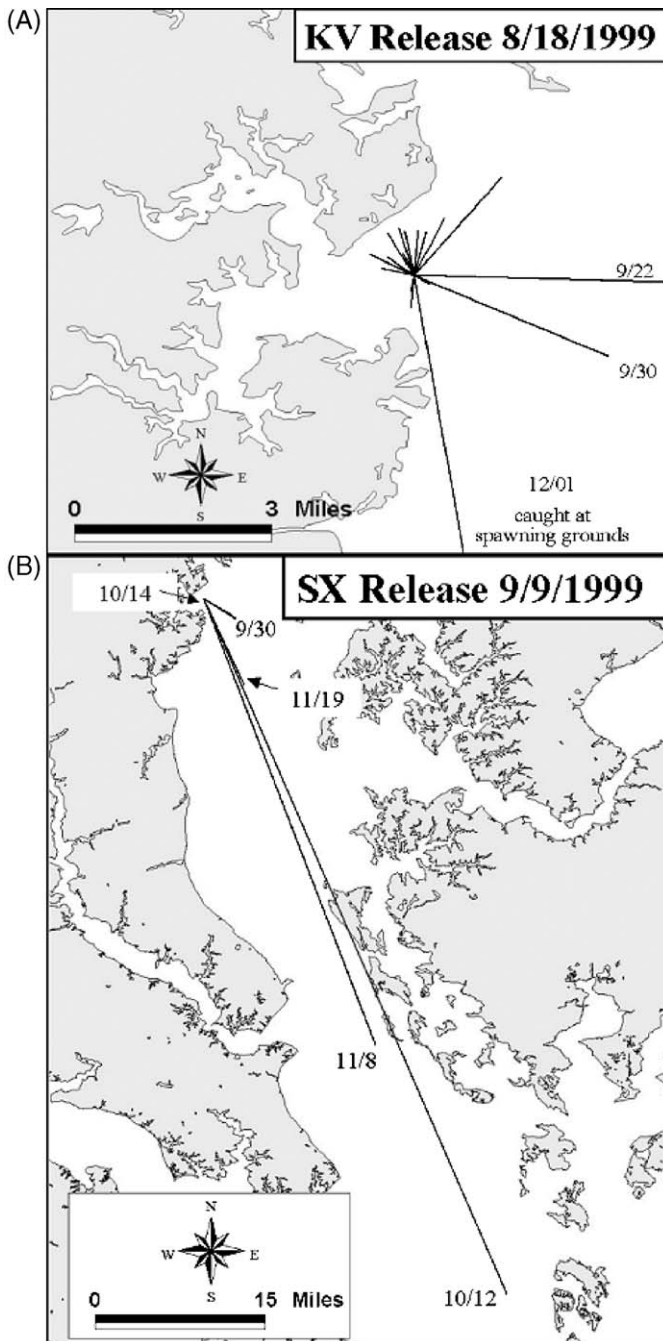 (A)
KV Release 8/18/1999
9/22
9/30
N
W E
S
12/01
caught at
spawning grounds
0 3 Miles
(B)
SX Release 9/9/1999
10/14
9/30
11/19
11/8
10/12
N
W E
S
0 15 Miles